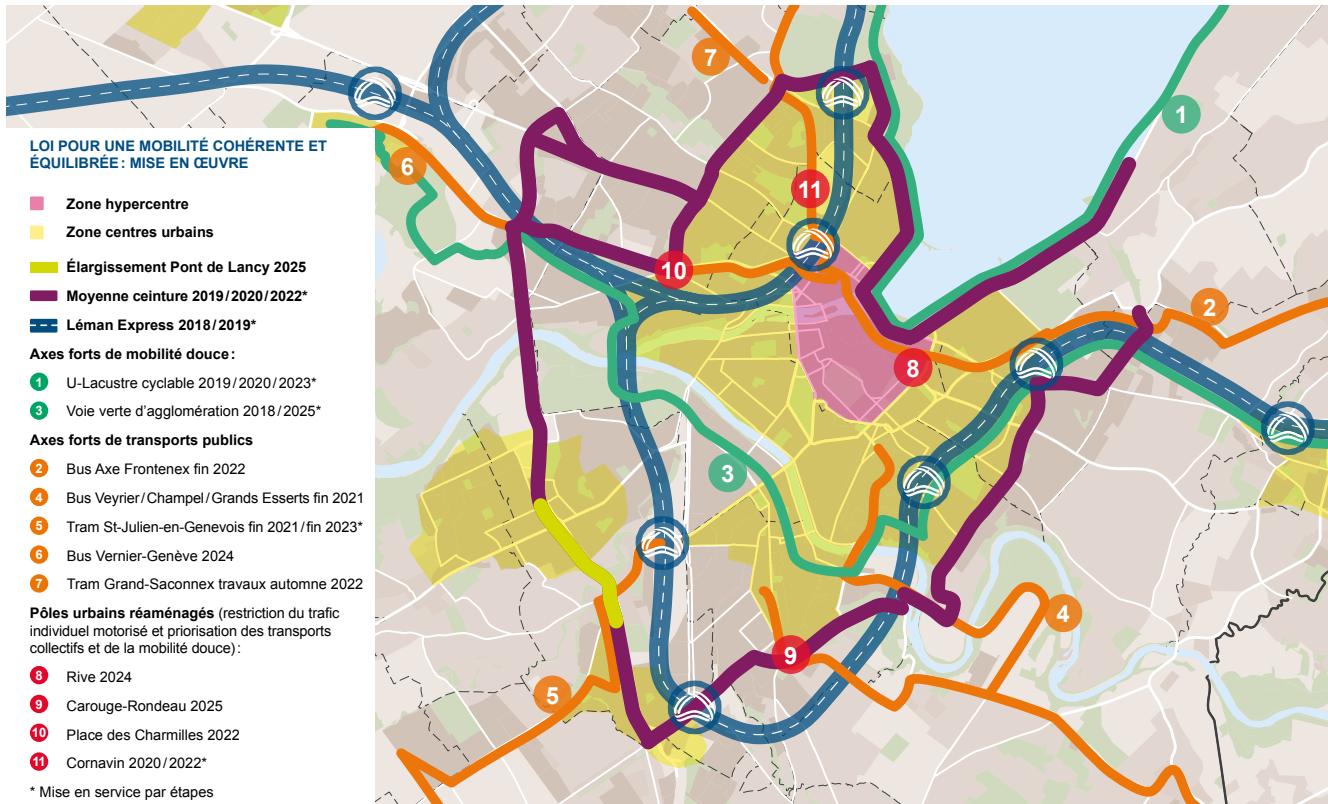 LOI POUR UNE MOBILITÉ COHÉRENTE ET
ÉQUILIBRÉE : MISE EN ŒUVRE
Zone hypercentre
Zone centres urbains
Élargissement Pont de Lancy 2025
Moyenne ceinture 2019/2020/2022*
Léman Express 2018/2019*
Axes forts de mobilité douce :
1 U-Lacustre cyclable 2019/2020/2023*
3 Voie verte d'agglomération 2018/2025*
Axes forts de transports publics
2 Bus Axe Frontenex fin 2022
4 Bus Veyrier/Champel/Grands Esserts fin 2021
5 Tram St-Julien-en-Genevois fin 2021/fin 2023*
6 Bus Vernier-Genève 2024
7 Tram Grand-Saconnex travaux automne 2022
Pôles urbains réaménagés (restriction du trafic
individuel motorisé et priorisation des transports
collectifs et de la mobilité douce) :
8 Rive 2024
9 Carouge-Rondeau 2025
10 Place des Charmilles 2022
11 Cornavin 2020/2022*
* Mise en service par étapes
7
1
6
11
10
2
8
3
4
9
5